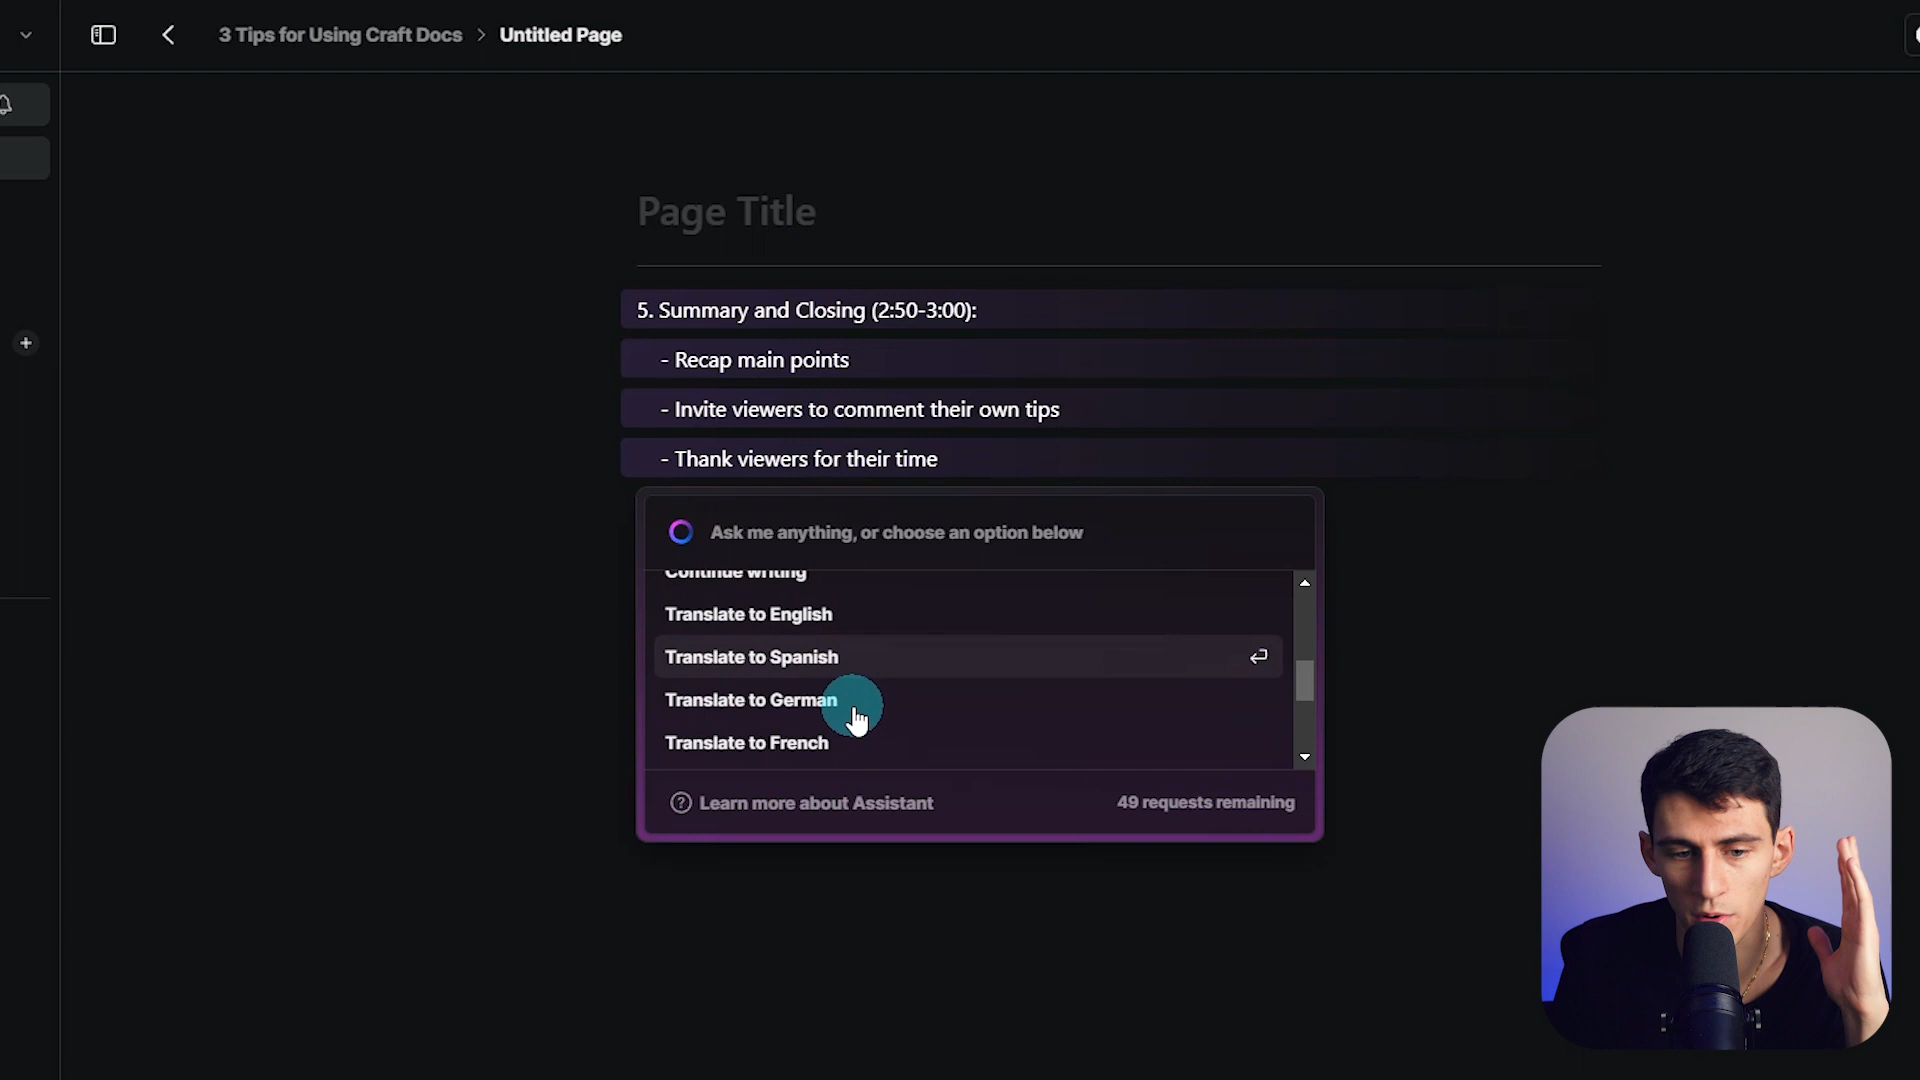 3 Tips for Using Craft Docs > Untitled Page
Page Title
5. Summary and Closing (2:50-3:00):
- Recap main points
- Invite viewers to comment their own tips
- Thank viewers for their time
Ask me anything, or choose an option below
Continue writing
Translate to English
Translate to Spanish
Translate to German
Translate to French
? Learn more about Assistant
49 requests remaining